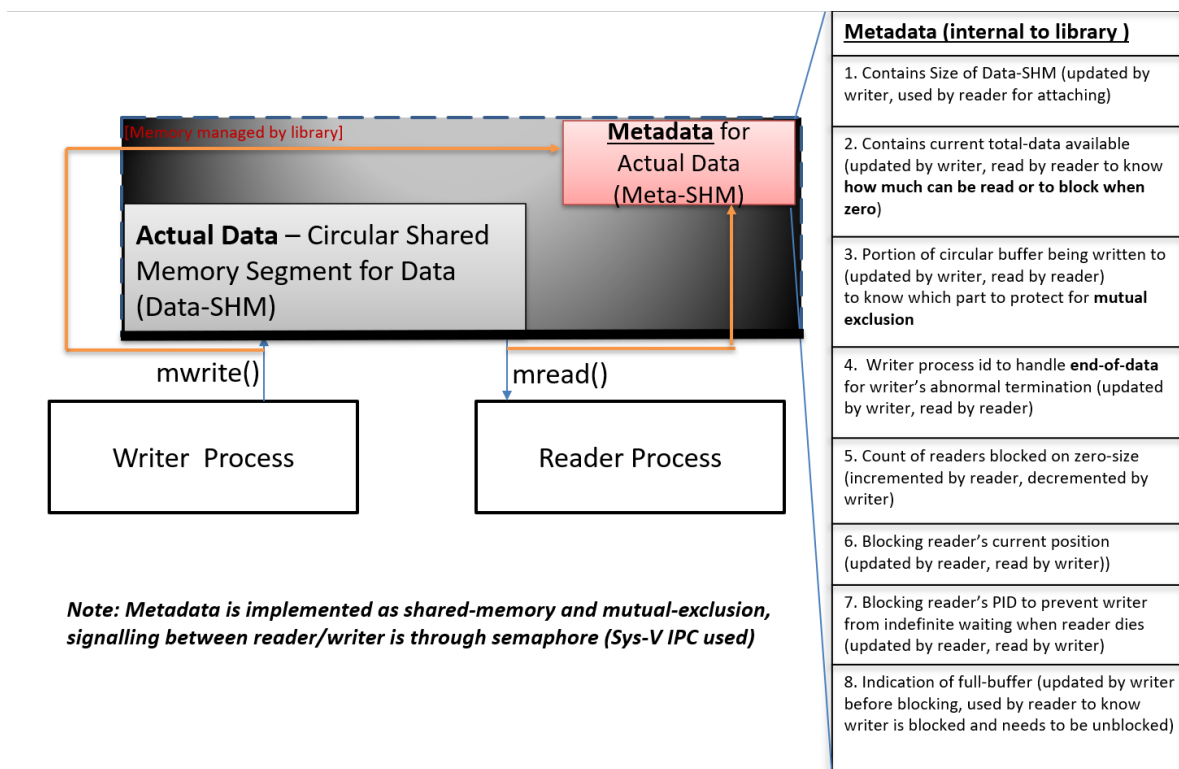 [Memory managed by library]
Metadata for
Actual Data
(Meta-SHM)
Actual Data – Circular Shared
Memory Segment for Data
(Data-SHM)
mwrite()
mread()
Writer Process
Reader Process
Note: Metadata is implemented as shared-memory and mutual-exclusion,
signalling between reader/writer is through semaphore (Sys-V IPC used)
Metadata (internal to library )
1. Contains Size of Data-SHM (updated by
writer, used by reader for attaching)
2. Contains current total-data available
(updated by writer, read by reader to know
how much can be read or to block when
zero)
3. Portion of circular buffer being written to
(updated by writer, read by reader)
to know which part to protect for mutual
exclusion
4. Writer process id to handle end-of-data
for writer's abnormal termination (updated
by writer, read by reader)
5. Count of readers blocked on zero-size
(incremented by reader, decremented by
writer)
6. Blocking reader's current position
(updated by reader, read by writer))
7. Blocking reader's PID to prevent writer
from indefinite waiting when reader dies
(updated by reader, read by writer)
8. Indication of full-buffer (updated by writer
before blocking, used by reader to know
writer is blocked and needs to be unblocked)